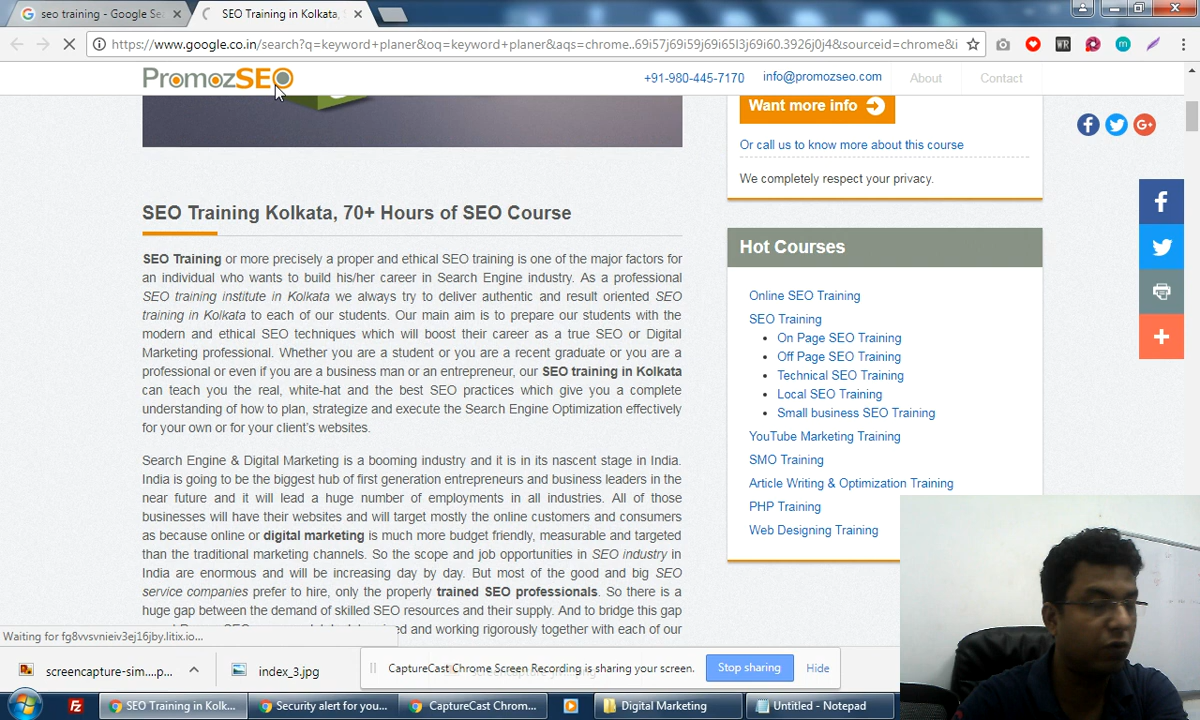 seo training - Google Se
SEO Training in Kolkata,
https://www.google.co.in/search?q=keyword+planer&oq=keyword+planer&aqs=chrome..69i57j69i59j69i65l3j69i60.3926j0j4&sourceid=chrome&i
PromozSEO
+91-980-445-7170
info@promozseo.com
About
Contact
Want more info
Or call us to know more about this course
We completely respect your privacy.
SEO Training Kolkata, 70+ Hours of SEO Course
SEO Training or more precisely a proper and ethical SEO training is one of the major factors for
an individual who wants to build his/her career in Search Engine industry. As a professional
SEO training institute in Kolkata we always try to deliver authentic and result oriented SEO
training in Kolkata to each of our students. Our main aim is to prepare our students with the
modern and ethical SEO techniques which will boost their career as a true SEO or Digital
Marketing professional. Whether you are a student or you are a recent graduate or you are a
professional or even if you are a business man or an entrepreneur, our SEO training in Kolkata
can teach you the real, white-hat and the best SEO practices which give you a complete
understanding of how to plan, strategize and execute the Search Engine Optimization effectively
for your own or for your client's websites.
Search Engine & Digital Marketing is a booming industry and it is in its nascent stage in India.
India is going to be the biggest hub of first generation entrepreneurs and business leaders in the
near future and it will lead a huge number of employments in all industries. All of those
businesses will have their websites and will target mostly the online customers and consumers
as because online or digital marketing is much more budget friendly, measurable and targeted
than the traditional marketing channels. So the scope and job opportunities in SEO industry in
India are enormous and will be increasing day by day. But most of the good and big SEO
service companies prefer to hire, only the properly trained SEO professionals. So there is a
huge gap between the demand of skilled SEO resources and their supply. And to bridge this gap
and working rigorously together with each of our
Hot Courses
Online SEO Training
SEO Training
On Page SEO Training
Off Page SEO Training
Technical SEO Training
Local SEO Training
Small business SEO Training
YouTube Marketing Training
SMO Training
Article Writing & Optimization Training
PHP Training
Web Designing Training
Waiting for fg8vvsvnieiv3ej16jby.litix.io...
screencapture-sim....p...
index_3.jpg
CaptureCast Chrome Screen Recording is sharing your screen.
Stop sharing
Hide
SEO Training in Kolk...
Security alert for you...
CaptureCast Chrom...
Digital Marketing
Untitled - Notepad